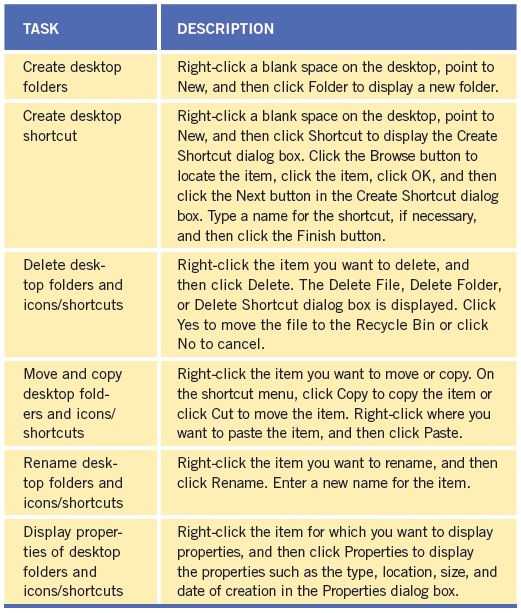 TASK
DESCRIPTION
Create desktop
folders
Right-click a blank space on the desktop, point to
New, and then click Folder to display a new folder.
Create desktop
shortcut
Right-click a blank space on the desktop, point to
New, and then click Shortcut to display the Create
Shortcut dialog box. Click the Browse button to
locate the item, click the item, click OK, and then
click the Next button in the Create Shortcut dialog
box. Type a name for the shortcut, if necessary,
and then click the Finish button.
Delete desk-
top folders and
icons/shortcuts
Right-click the item you want to delete, and
then click Delete. The Delete File, Delete Folder,
or Delete Shortcut dialog box is displayed. Click
Yes to move the file to the Recycle Bin or click
No to cancel.
Move and copy
desktop fold-
ers and icons/
shortcuts
Right-click the item you want to move or copy. On
the shortcut menu, click Copy to copy the item or
click Cut to move the item. Right-click where you
want to paste the item, and then click Paste.
Rename desk-
top folders and
icons/shortcuts
Right-click the item you want to rename, and then
click Rename. Enter a new name for the item.
Display proper-
ties of desktop
folders and
icons/shortcuts
Right-click the item for which you want to display
properties, and then click Properties to display
the properties such as the type, location, size, and
date of creation in the Properties dialog box.